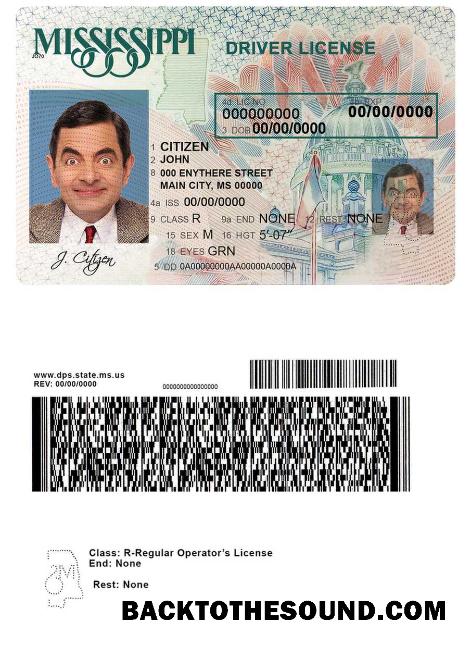 MISSISSIPPI
DRIVER LICENSE
4d LIC.NO 4b EXP
000000000 00/00/0000
3 DOB 00/00/0000
1 CITIZEN
2 JOHN
8 000 ENYTHERE STREET
MAIN CITY, MS 00000
4a ISS 00/00/0000
9 CLASS R 9a END NONE 12 REST NONE
15 SEX M 16 HGT 5'-07"
18 EYES GRN
5 DD 0A00000000AA00000A0000A
J. Citizen
www.dps.state.ms.us
REV: 00/00/0000
0000000000000000
Class: R-Regular Operator's License
End: None
Rest: None
BACKTOTHESOUND.COM